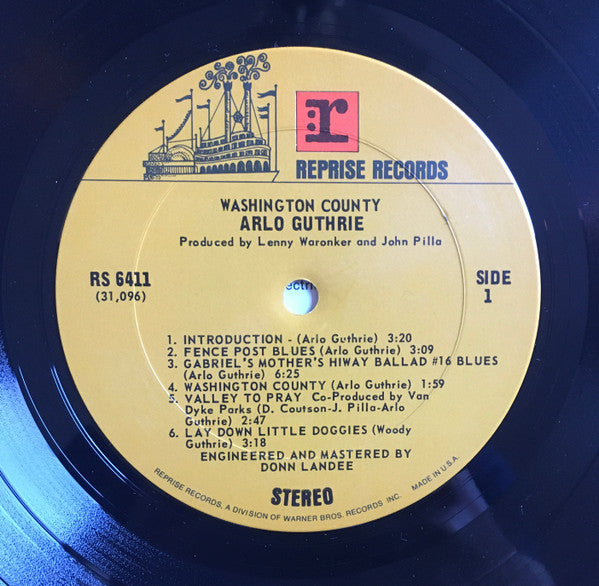 r
REPRISE RECORDS
WASHINGTON COUNTY
ARLO GUTHRIE
Produced by Lenny Waronker and John Pilla
RS 6411
(31,096)
SIDE
1
ectri
1. INTRODUCTION - (Arlo Guthrie) 3:20
2. FENCE POST BLUES (Arlo Guthrie) 3:09
3. GABRIEL'S MOTHER'S HIWAY BALLAD #16 BLUES
(Arlo Guthrie) 6:25
4. WASHINGTON COUNTY (Arlo Guthrie) 1:59
5. VALLEY TO PRAY Co-Produced by Van
Dyke Parks (D. Coutson-J. Pilla-Arlo
Guthrie) 2:47
6. LAY DOWN LITTLE DOGGIES (Woody
Guthrie) 3:18
ENGINEERED AND MASTERED BY
DONN LANDEE
STEREO
REPRISE RECORDS, A DIVISION OF WARNER BROS. RECORDS INC. MADE IN U.S.A.